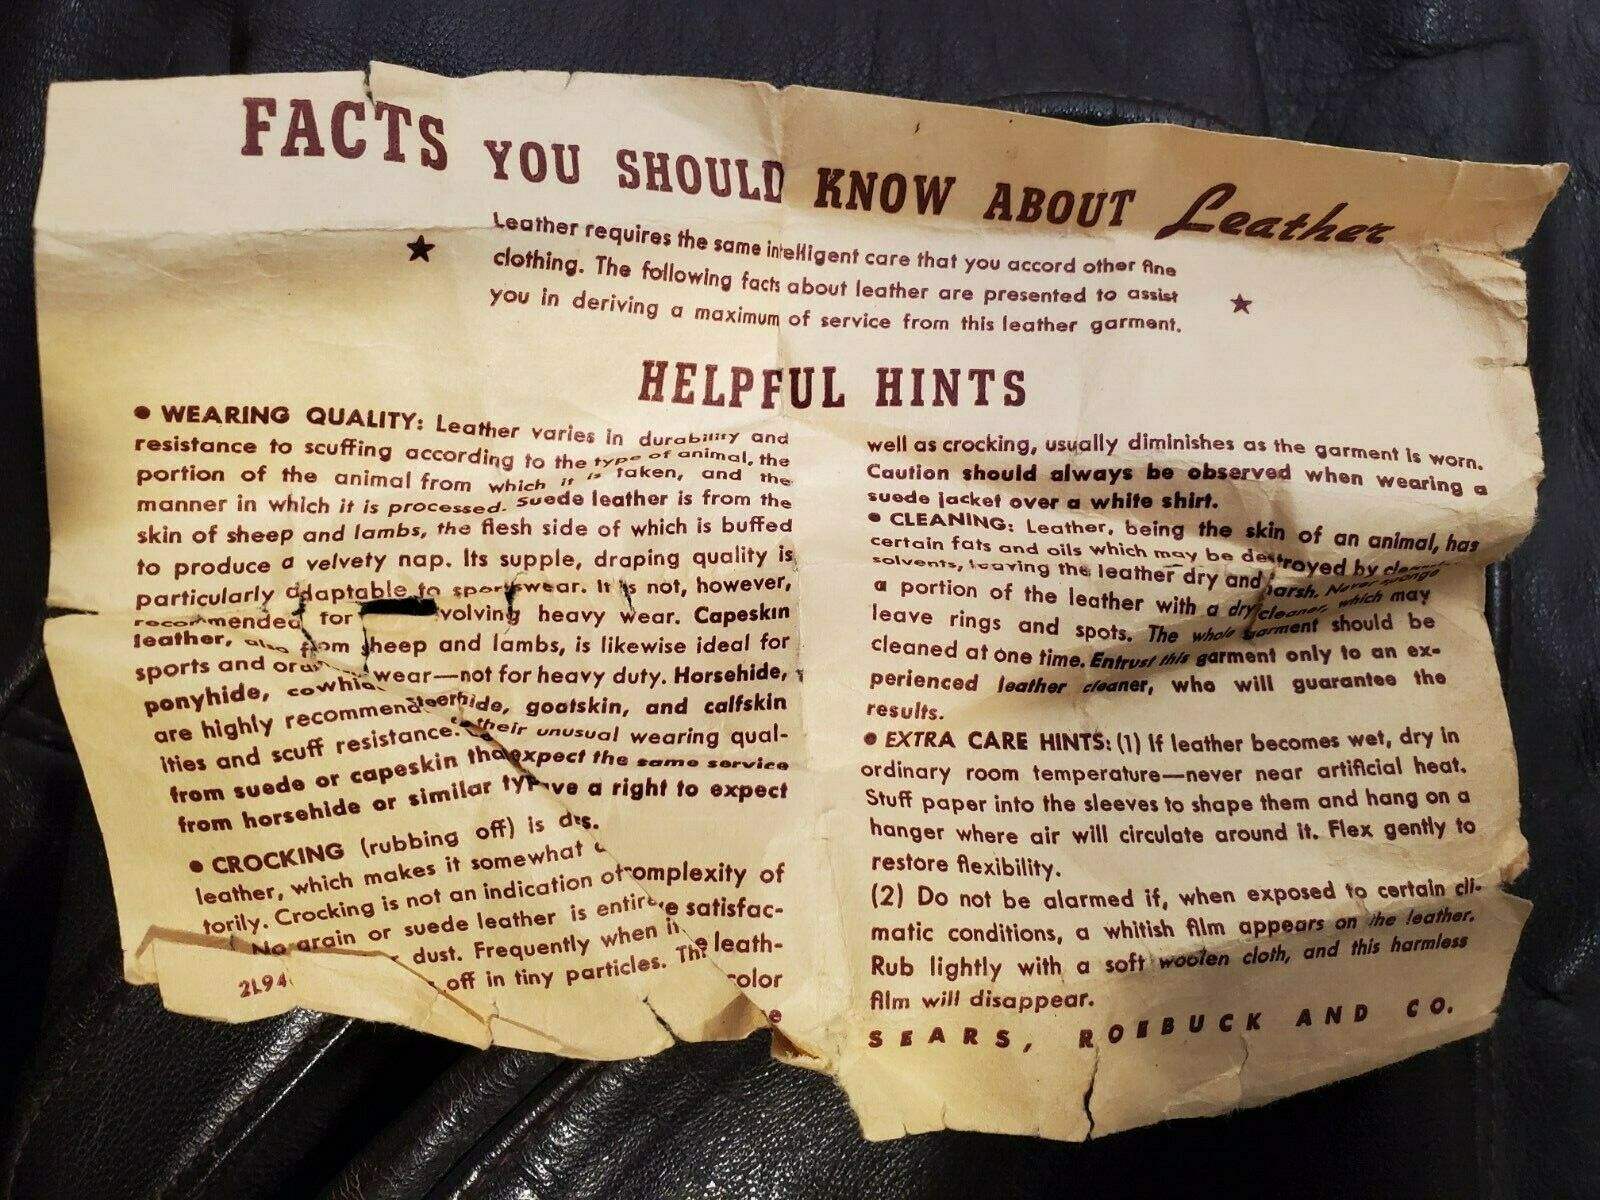 FACTS YOU SHOULD KNOW ABOUT Leather
Leather requires the same intelligent care that you accord other fine
clothing. The following facts about leather are presented to assist
you in deriving a maximum of service from this leather garment.
HELPFUL HINTS
• WEARING QUALITY: Leather varies in durability and
resistance to scuffing according to the type of animal, the
portion of the animal from which it is taken, and the
manner in which it is processed. Suede leather is from the
skin of sheep and lambs, the flesh side of which is buffed
to produce a velvety nap. Its supple, draping quality is
particularly adaptable to sportswear. It is not, however,
recommended for volving heavy wear. Capeskin
leather, also from sheep and lambs, is likewise ideal for
sports and wear—not for heavy duty. Horsehide,
ponyhide, goatskin, and calfskin
are highly their unusual wearing qual-
ities and scuff resistance. expect the same service
from suede or capeskin have a right to expect
from horsehide or similar
• CROCKING (rubbing off) is
leather, which makes it somewhat complexity of
torily. Crocking is not an indication satisfac-
No grain or suede leather is leath-
dust. Frequently when color
off in tiny particles. The
2L94
well as crocking, usually diminishes as the garment is worn.
Caution should always be observed when wearing a
suede jacket over a white shirt.
• CLEANING: Leather, being the skin of an animal, has
certain fats and oils which may be destroyed by
solvents, leaving the leather dry and harsh. Never sponge
a portion of the leather with a dry cleaner, which may
leave rings and spots. The whole garment should be
cleaned at one time. Entrust this garment only to an ex-
perienced leather cleaner, who will guarantee the
results.
• EXTRA CARE HINTS: (1) If leather becomes wet, dry in
ordinary room temperature—never near artificial heat.
Stuff paper into the sleeves to shape them and hang on a
hanger where air will circulate around it. Flex gently to
restore flexibility.
(2) Do not be alarmed if, when exposed to certain cli-
matic conditions, a whitish film appears on the leather.
Rub lightly with a soft woolen cloth, and this harmless
film will disappear.
SEARS, ROEBUCK AND CO.